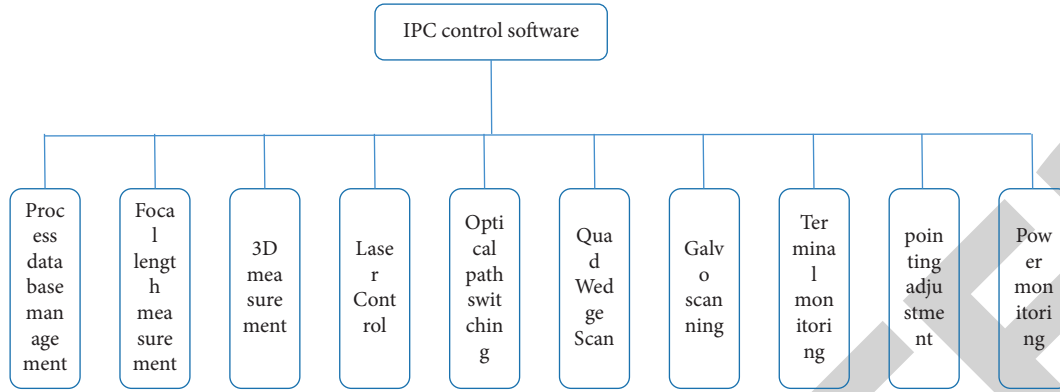 IPC control software
Proc
ess
data
base
man
age
ment
Foca
l
lengt
h
mea
sure
ment
3D
mea
sure
ment
Lase
r
Cont
rol
Opti
cal
path
swit
chin
g
Qua
d
Wed
ge
Scan
Galv
o
sca
nning
Ter
mina
l
mon
itori
ng
poin
ting
adju
stme
nt
Pow
er
mon
itori
ng